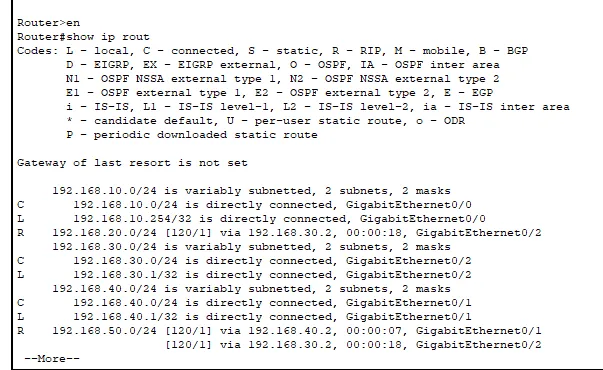 Router>en
Router#show ip rout
Codes: L - local, C - connected, S - static, R - RIP, M - mobile, B - BGP
       D - EIGRP, EX - EIGRP external, O - OSPF, IA - OSPF inter area
       N1 - OSPF NSSA external type 1, N2 - OSPF NSSA external type 2
       E1 - OSPF external type 1, E2 - OSPF external type 2, E - EGP
       i - IS-IS, L1 - IS-IS level-1, L2 - IS-IS level-2, ia - IS-IS inter area
       * - candidate default, U - per-user static route, o - ODR
       P - periodic downloaded static route

Gateway of last resort is not set

     192.168.10.0/24 is variably subnetted, 2 subnets, 2 masks
C       192.168.10.0/24 is directly connected, GigabitEthernet0/0
L       192.168.10.254/32 is directly connected, GigabitEthernet0/0
R    192.168.20.0/24 [120/1] via 192.168.30.2, 00:00:18, GigabitEthernet0/2
     192.168.30.0/24 is variably subnetted, 2 subnets, 2 masks
C       192.168.30.0/24 is directly connected, GigabitEthernet0/2
L       192.168.30.1/32 is directly connected, GigabitEthernet0/2
     192.168.40.0/24 is variably subnetted, 2 subnets, 2 masks
C       192.168.40.0/24 is directly connected, GigabitEthernet0/1
L       192.168.40.1/32 is directly connected, GigabitEthernet0/1
R    192.168.50.0/24 [120/1] via 192.168.40.2, 00:00:07, GigabitEthernet0/1
                     [120/1] via 192.168.30.2, 00:00:18, GigabitEthernet0/2
 --More--